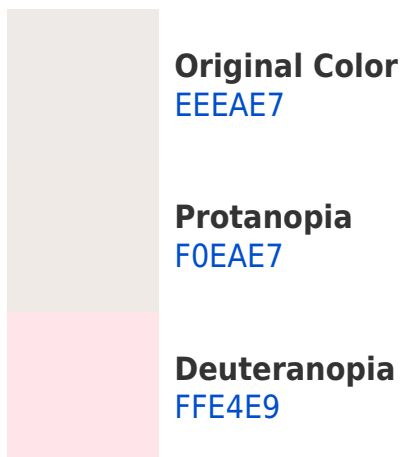 Original Color
EEEAE7
Protanopia
F0EAE7
Deuteranopia
FFE4E9